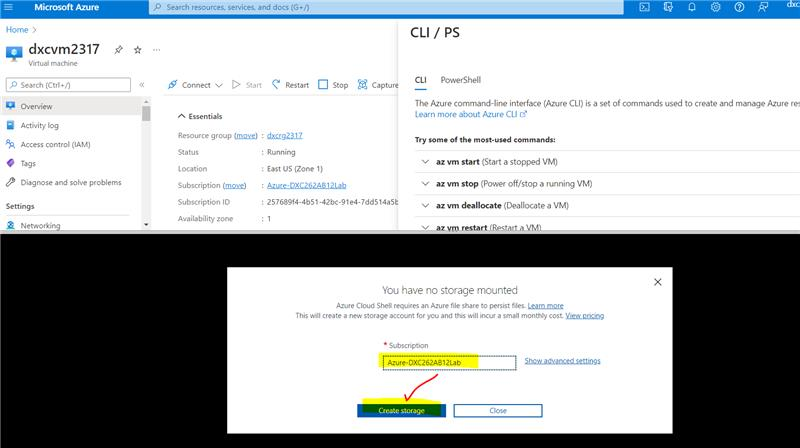 Microsoft Azure
Search resources, services, and docs (G+/)
dxc
Home
dxcvm2317
Virtual machine
Search (Ctrl+/)
Overview
Activity log
Access control (IAM)
Tags
Diagnose and solve problems
Settings
Networking
Connect
Start
Restart
Stop
Capture
Essentials
Resource group (move) : dxcrg2317
Status : Running
Location : East US (Zone 1)
Subscription (move) : Azure-DXC262AB12Lab
Subscription ID : 257689f4-4b51-42bc-91e4-7dd514a5b
Availability zone : 1
CLI / PS
CLI PowerShell
The Azure command-line interface (Azure CLI) is a set of commands used to create and manage Azure res
Learn more about Azure CLI
Try some of the most-used commands:
az vm start (Start a stopped VM)
az vm stop (Power off/stop a running VM)
az vm deallocate (Deallocate a VM)
az vm restart (Restart a VM)
You have no storage mounted
Azure Cloud Shell requires an Azure file share to persist files. Learn more
This will create a new storage account for you and this will incur a small monthly cost. View pricing
* Subscription
Azure-DXC262AB12Lab
Show advanced settings
Create storage
Close